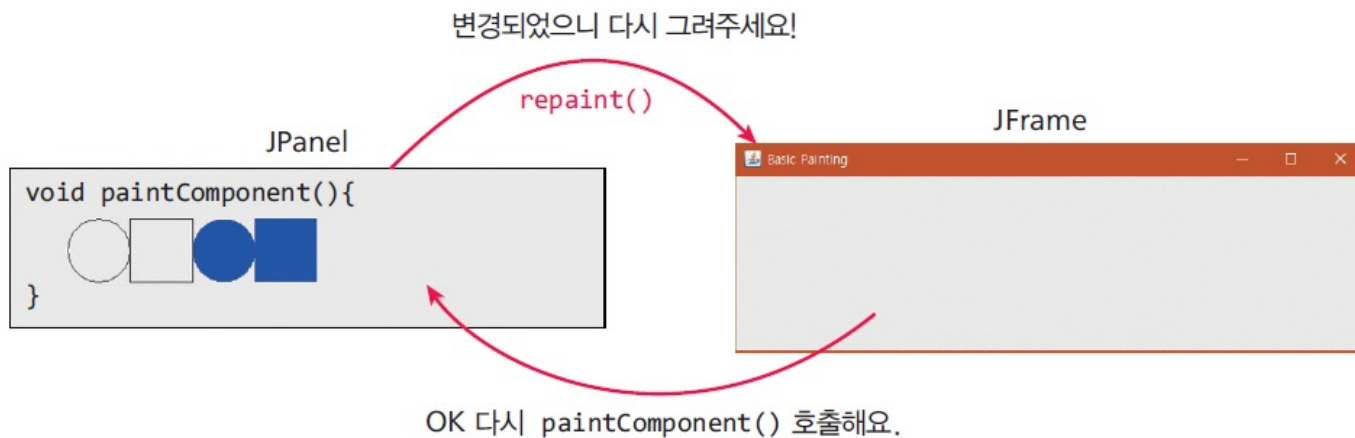 변경되었으니 다시 그려주세요!
repaint()
JPanel
JFrame
Basic Painting
void paintComponent(){
}
OK 다시 paintComponent() 호출해요.